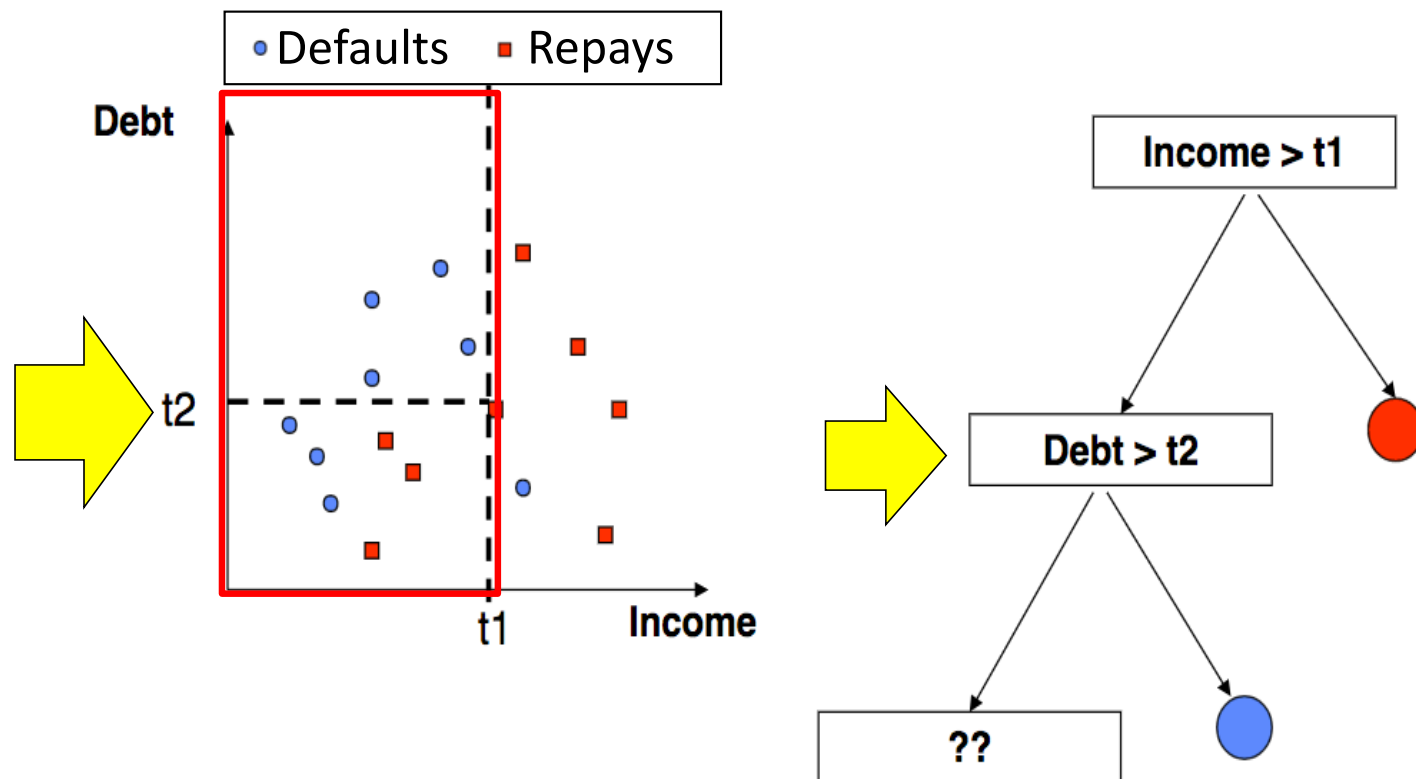 Defaults Repays
Debt
Income > t1
t2
Debt > t2
t1
Income
??